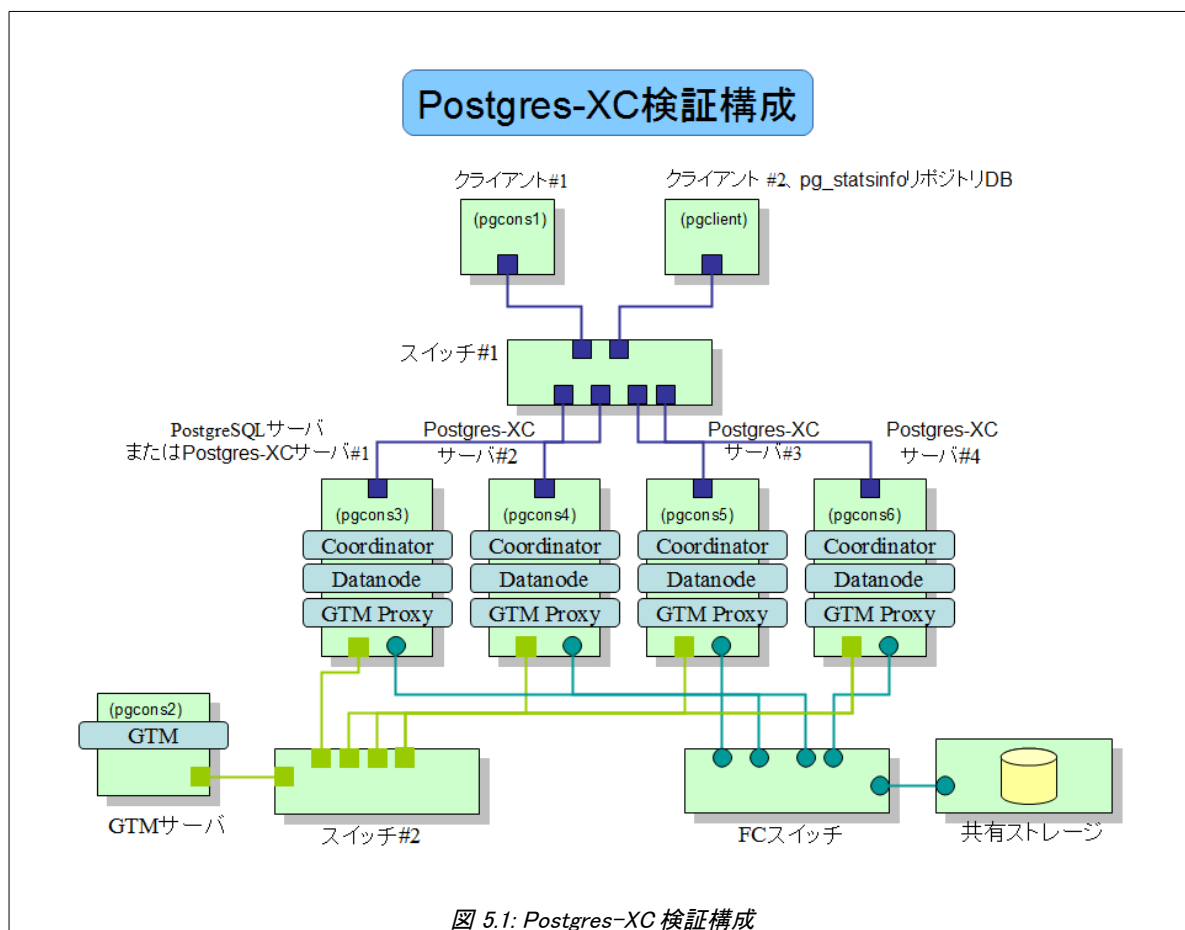 Postgres-XC検証構成
クライアント#1
クライアント #2、pg_statsinfoリポジトリDB
(pgcons1)
(pgclient)
スイッチ#1
PostgreSQLサーバ
またはPostgres-XCサーバ#1
Postgres-XC
サーバ#2
Postgres-XC
サーバ#3
Postgres-XC
サーバ#4
(pgcons3)
Coordinator
Datanode
GTM Proxy
(pgcons4)
Coordinator
Datanode
GTM Proxy
(pgcons5)
Coordinator
Datanode
GTM Proxy
(pgcons6)
Coordinator
Datanode
GTM Proxy
(pgcons2)
GTM
GTMサーバ
スイッチ#2
FCスイッチ
共有ストレージ
図 5.1: Postgres-XC 検証構成